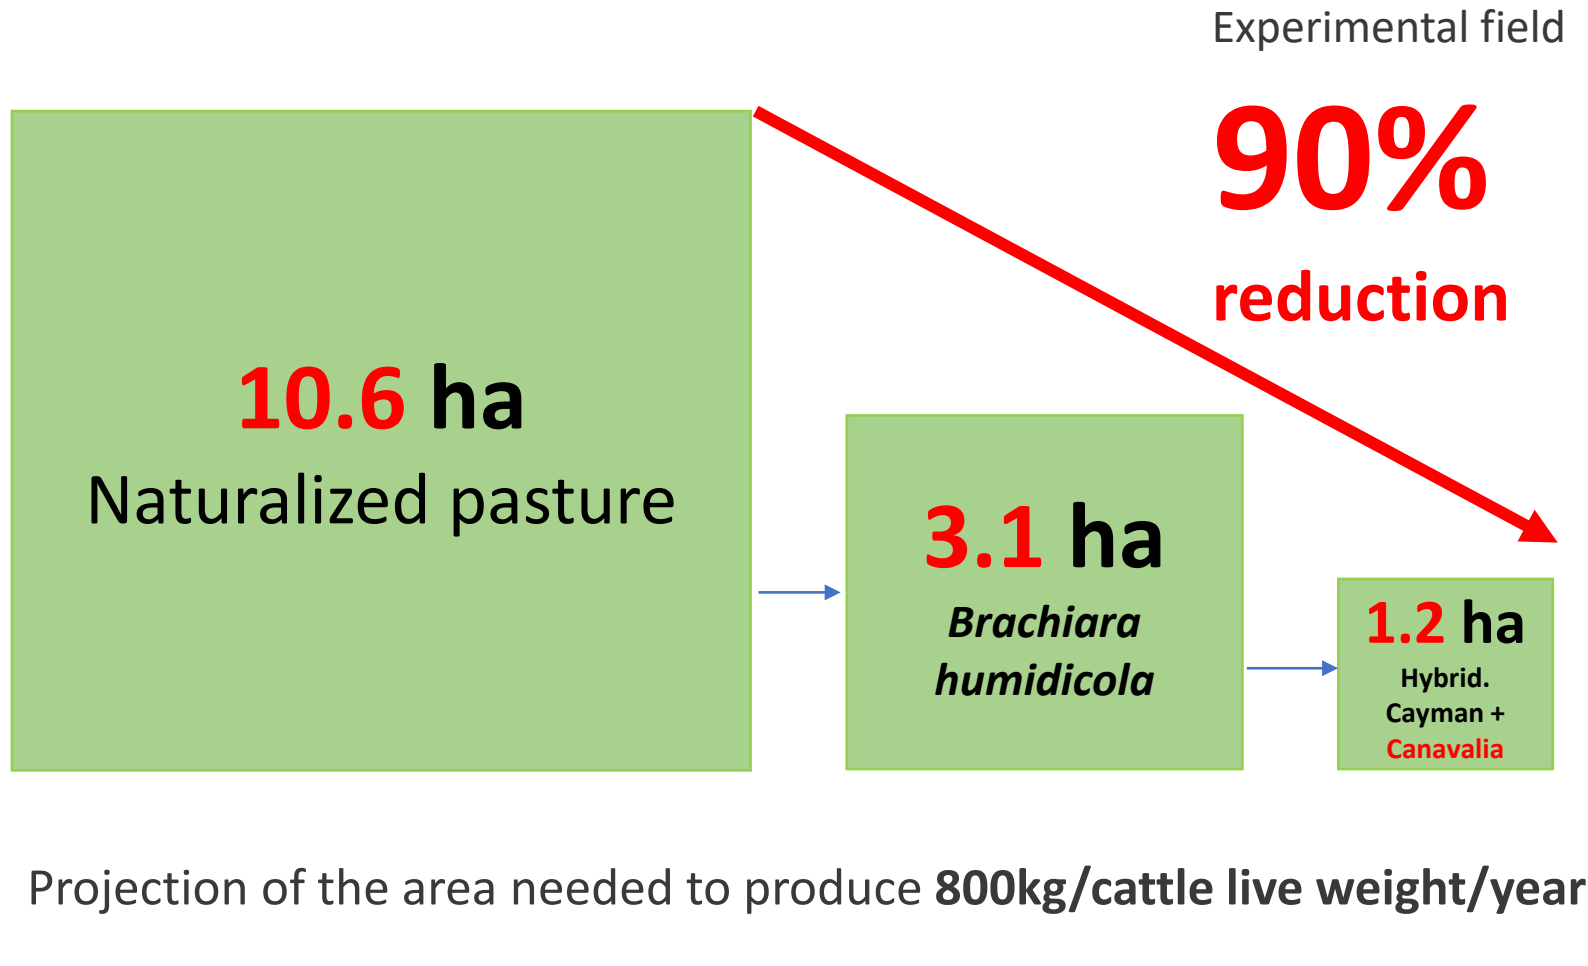 Experimental field
90%
reduction
10.6 ha
Naturalized pasture
3.1 ha
Brachiara
humidicola
1.2 ha
Hybrid.
Cayman +
Canavalia
Projection of the area needed to produce 800kg/cattle live weight/year